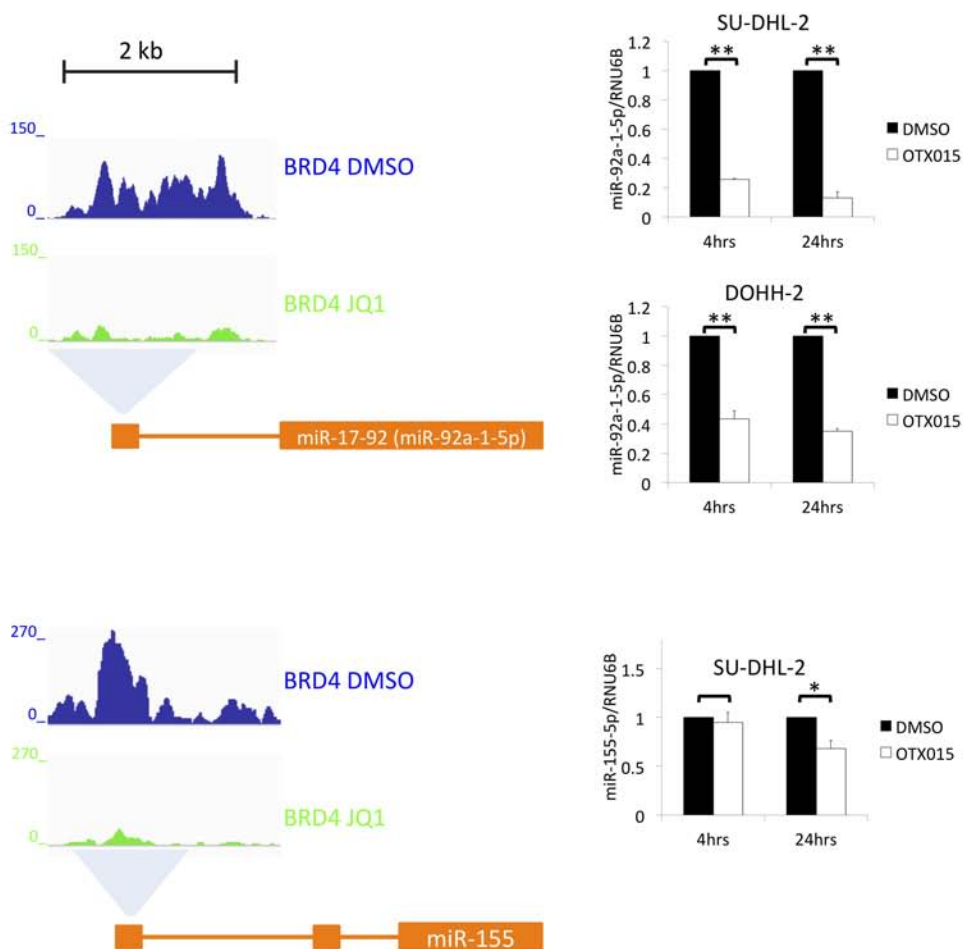 2 kb
150_
0_
BRD4 DMSO
150_
0_
BRD4 JQ1
miR-17-92 (miR-92a-1-5p)
SU-DHL-2
miR-92a-1-5p/RNU6B
1.2
1
0.8
0.6
0.4
0.2
0
**
**
4hrs
24hrs
DMSO
OTX015
DOHH-2
miR-92a-1-5p/RNU6B
1.2
1
0.8
0.6
0.4
0.2
0
**
**
4hrs
24hrs
DMSO
OTX015
270_
0_
BRD4 DMSO
270_
0_
BRD4 JQ1
miR-155
SU-DHL-2
miR-155-5p/RNU6B
1.5
1
0.5
0
*
4hrs
24hrs
DMSO
OTX015